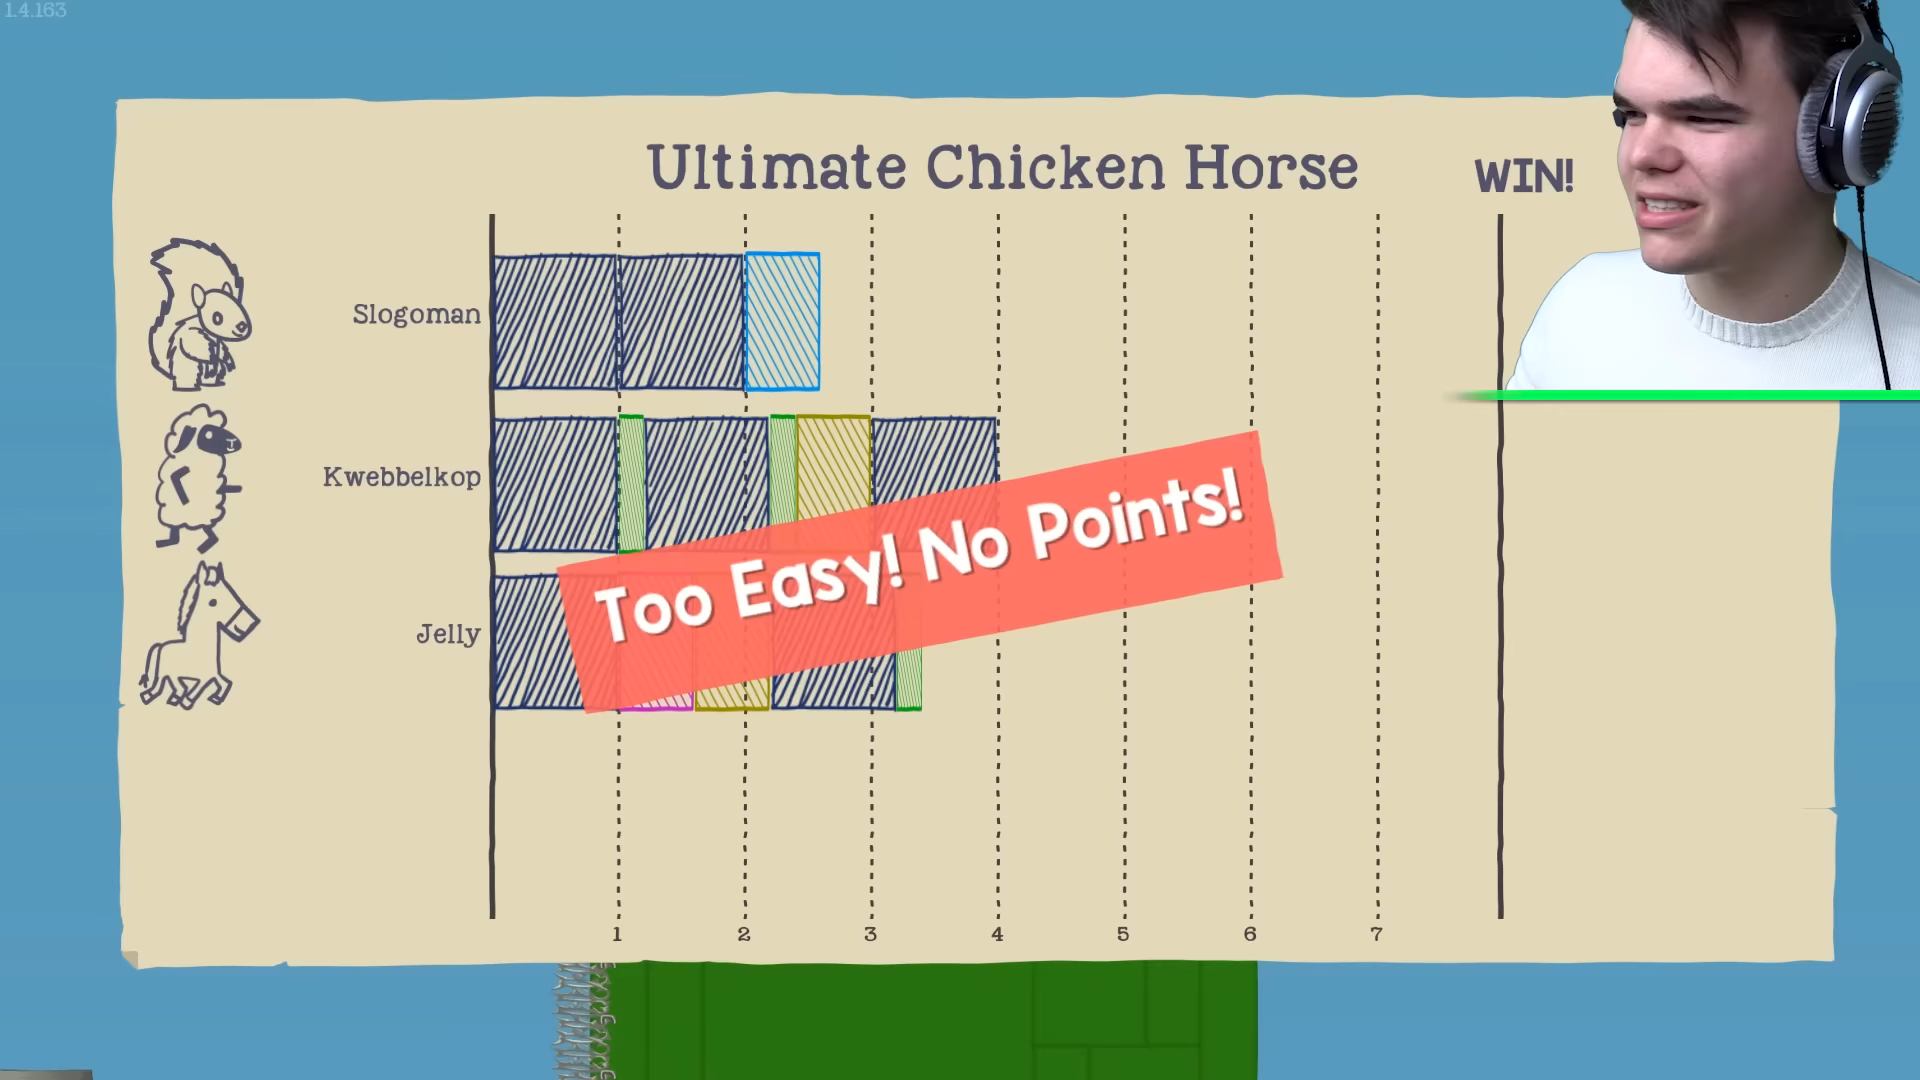 1.4.163
Ultimate Chicken Horse
WIN!
Slogoman
Kwebbelkop
Too Easy! No Points!
Jelly
1 2 3 4 5 6 7